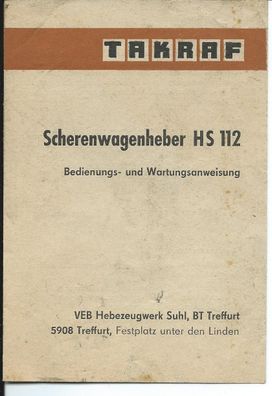 TAKRAF
Scherenwagenheber HS 112
Bedienungs- und Wartungsanweisung
VEB Hebezeugwerk Suhl, BT Treffurt
5908 Treffurt, Festplatz unter den Linden